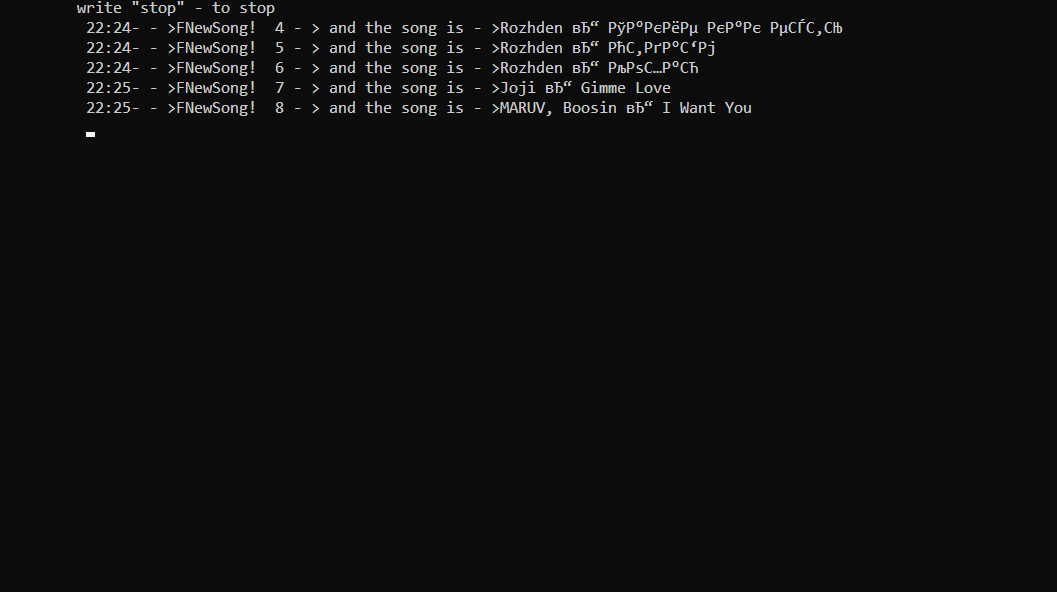 write "stop" - to stop
22:24- - >FNewSong!  4 - > and the song is - >Rozhden вЂ“ РўР°РєРёРµ РєР°Рє РµСЃС‚СЊ
22:24- - >FNewSong!  5 - > and the song is - >Rozhden вЂ“ РћС‚РґР°С‘Рј
22:24- - >FNewSong!  6 - > and the song is - >Rozhden вЂ“ РљРѕС…Р°СЋ
22:25- - >FNewSong!  7 - > and the song is - >Joji вЂ“ Gimme Love
22:25- - >FNewSong!  8 - > and the song is - >MARUV, Boosin вЂ“ I Want You